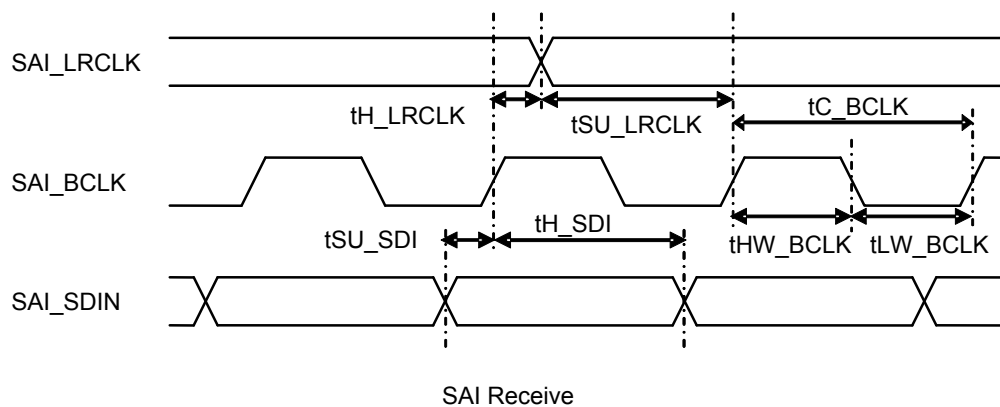 SAI_LRCLK
tH_LRCLK
tSU_LRCLK
tC_BCLK
SAI_BCLK
tSU_SDI
tH_SDI
tHW_BCLK
tLW_BCLK
SAI_SDIN
SAI Receive